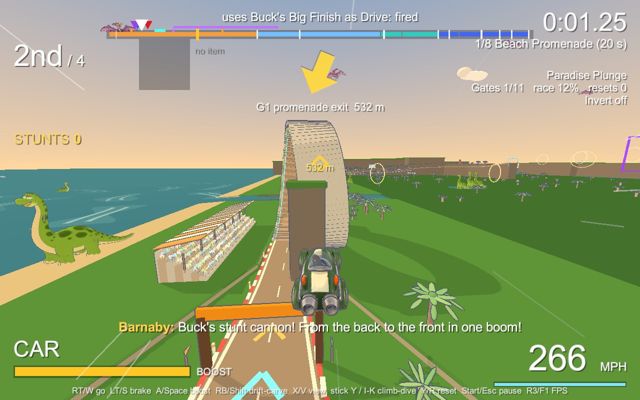 uses Buck's Big Finish as Drive: fired
0:01.25
1/8 Beach Promenade (20 s)
2nd / 4
no item
Paradise Plunge
Gates 1/11 race 12% resets 0
Invert off
G1 promenade exit 532 m
STUNTS 0
532 m
Barnaby: Buck's stunt cannon! From the back to the front in one boom!
CAR
BOOST
266 MPH
RT/W go LT/S brake A/Space boost RB/Shift drift-carve X/V view stick Y / I-K climb-dive
reset Start/Esc pause R3/F1 FPS